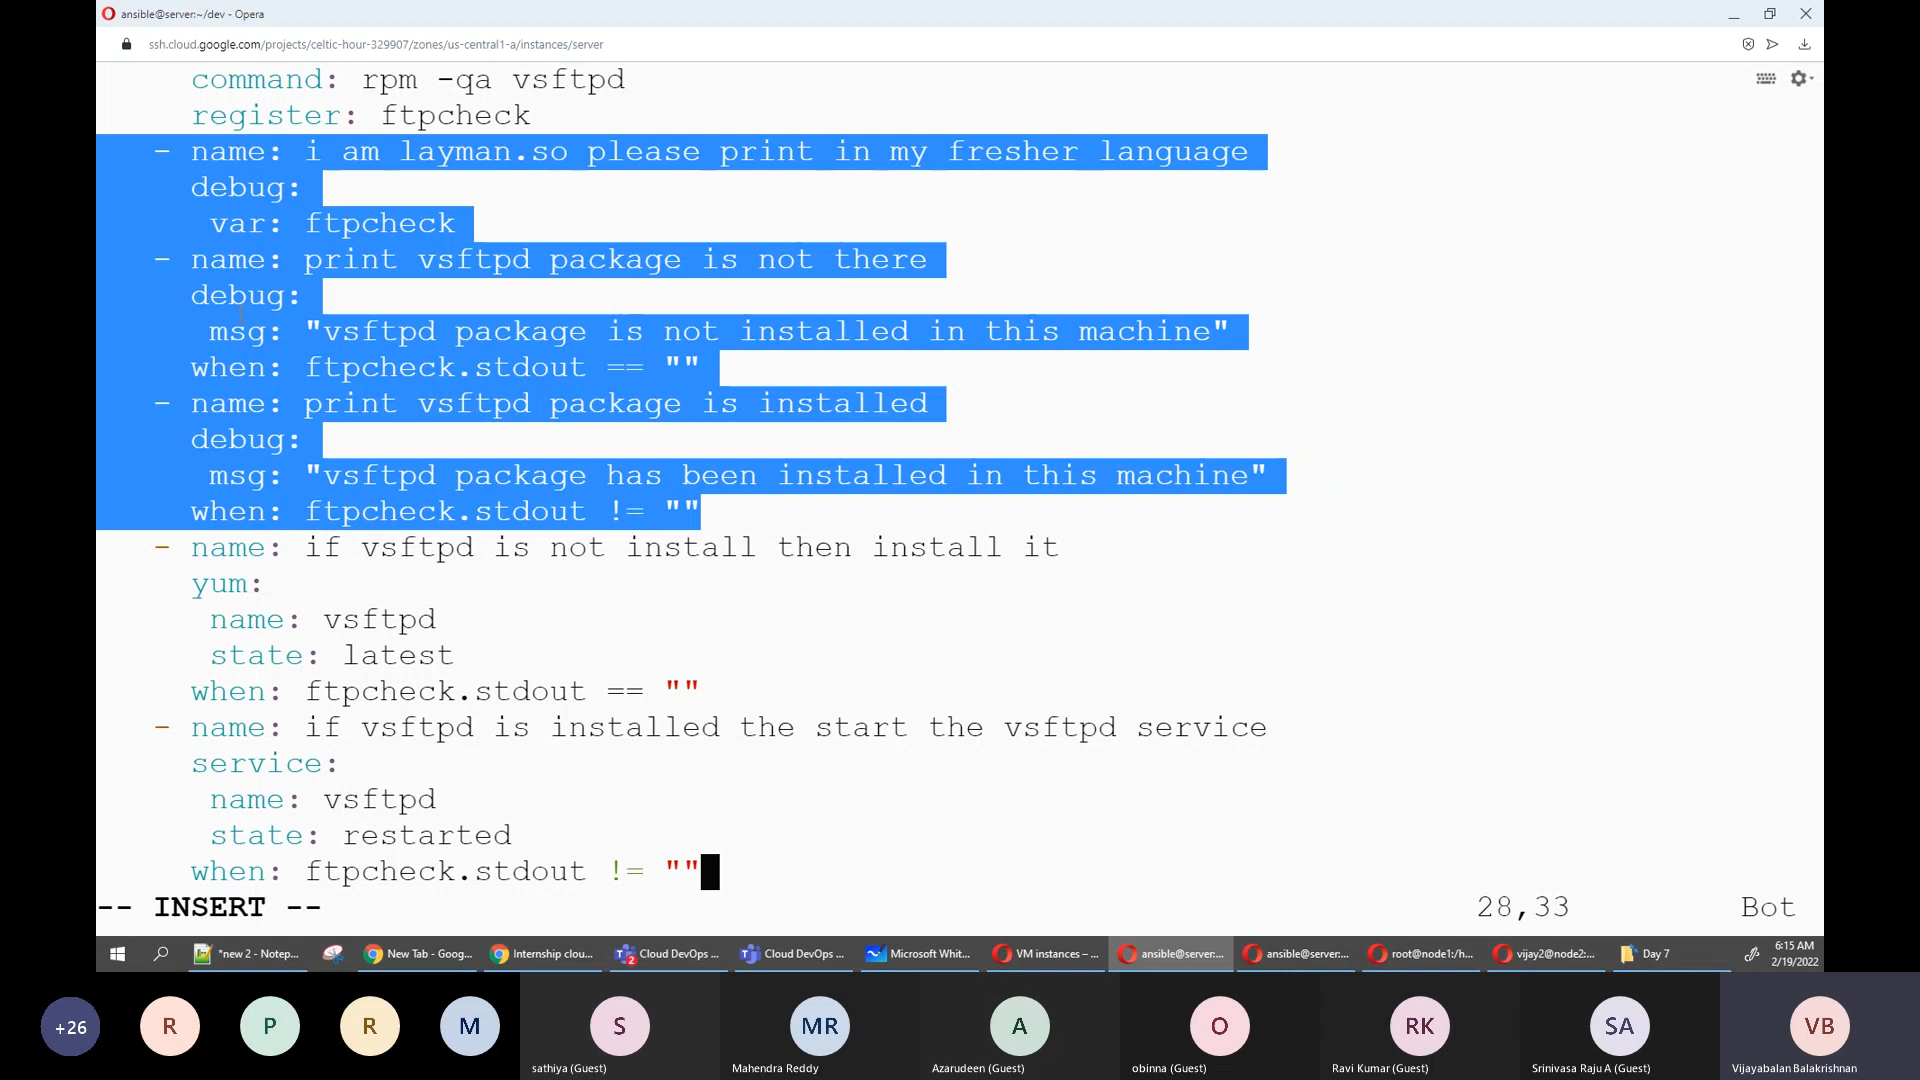 ansible@server:~/dev - Opera
ssh.cloud.google.com/projects/celtic-hour-329907/zones/us-central1-a/instances/server
command: rpm -qa vsftpd
register: ftpcheck
- name: i am layman.so please print in my fresher language
debug:
var: ftpcheck
- name: print vsftpd package is not there
debug:
msg: "vsftpd package is not installed in this machine"
when: ftpcheck.stdout == ""
- name: print vsftpd package is installed
debug:
msg: "vsftpd package has been installed in this machine"
when: ftpcheck.stdout != ""
- name: if vsftpd is not install then install it
yum:
name: vsftpd
state: latest
when: ftpcheck.stdout == ""
- name: if vsftpd is installed the start the vsftpd service
service:
name: vsftpd
state: restarted
when: ftpcheck.stdout != ""
-- INSERT -- 28,33 Bot
*new 2 - Notep... New Tab - Goog... Internship clou... 2 Cloud DevOps ... Cloud DevOps ... Microsoft Whit... VM instances – ... ansible@server:... ansible@server:... root@node1:/h... vijay2@node2:... Day 7 6:15 AM
2/19/2022
+26 R P R M S MR A O RK SA VB
sathiya (Guest) Mahendra Reddy Azarudeen (Guest) obinna (Guest) Ravi Kumar (Guest) Srinivasa Raju A (Guest) Vijayabalan Balakrishnan